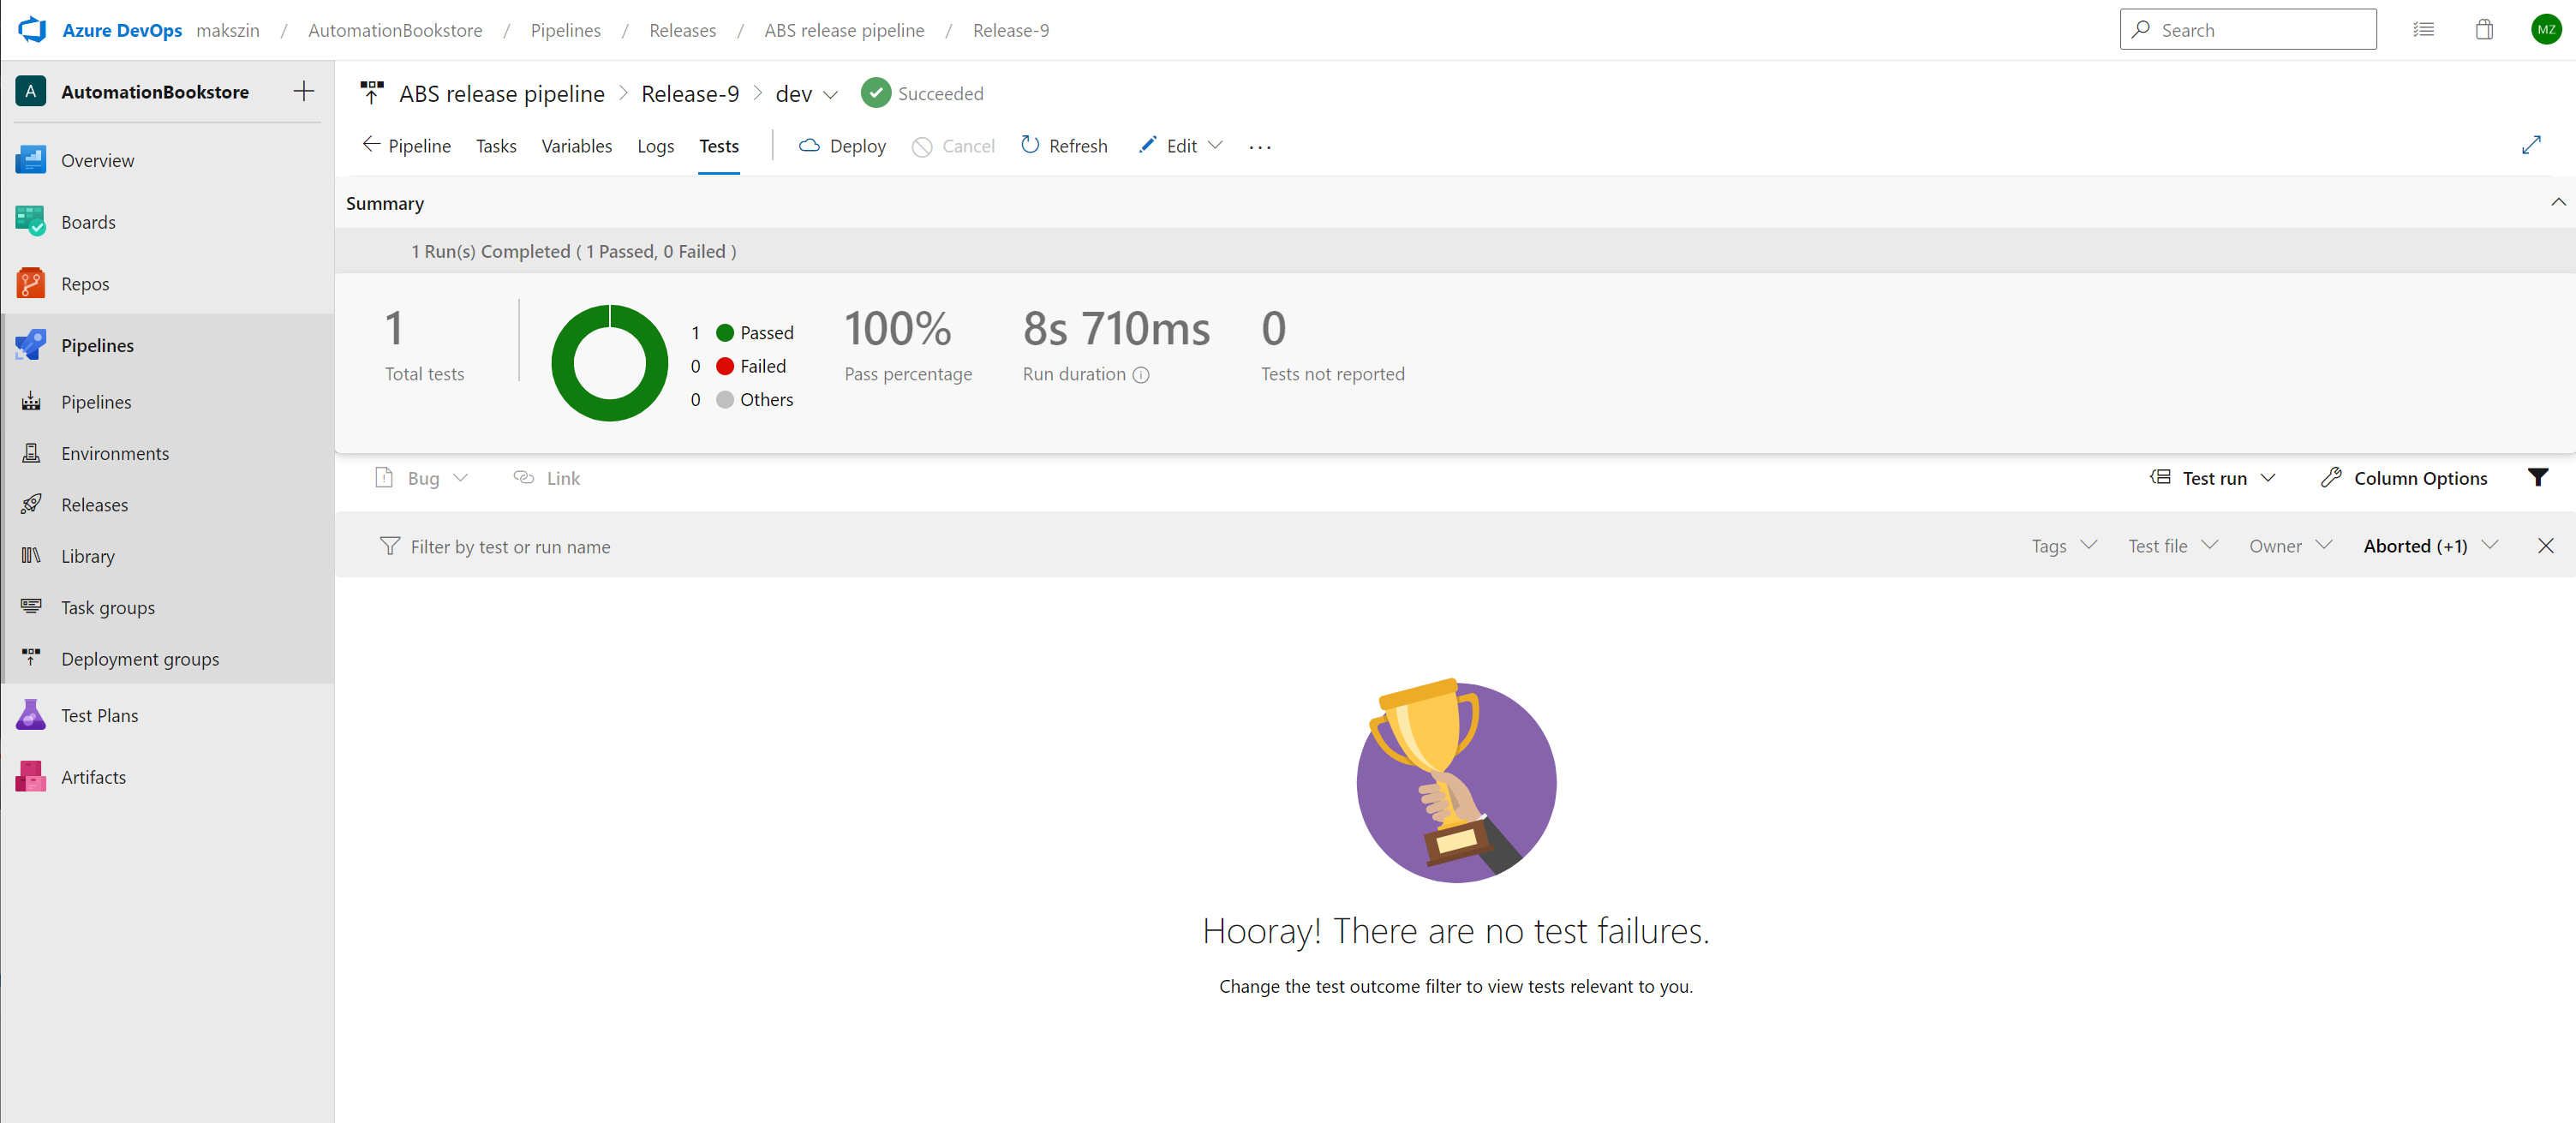 Azure DevOps makszin / AutomationBookstore / Pipelines / Releases / ABS release pipeline / Release-9
Search
MZ
A AutomationBookstore
Overview
Boards
Repos
Pipelines
Pipelines
Environments
Releases
Library
Task groups
Deployment groups
Test Plans
Artifacts
ABS release pipeline > Release-9 > dev Succeeded
Pipeline Tasks Variables Logs Tests Deploy Cancel Refresh Edit ...
Summary
1 Run(s) Completed ( 1 Passed, 0 Failed )
1
Total tests
1 Passed
0 Failed
0 Others
100%
Pass percentage
8s 710ms
Run duration
0
Tests not reported
Bug Link
Test run Column Options
Filter by test or run name
Tags Test file Owner Aborted (+1)
Hooray! There are no test failures.
Change the test outcome filter to view tests relevant to you.